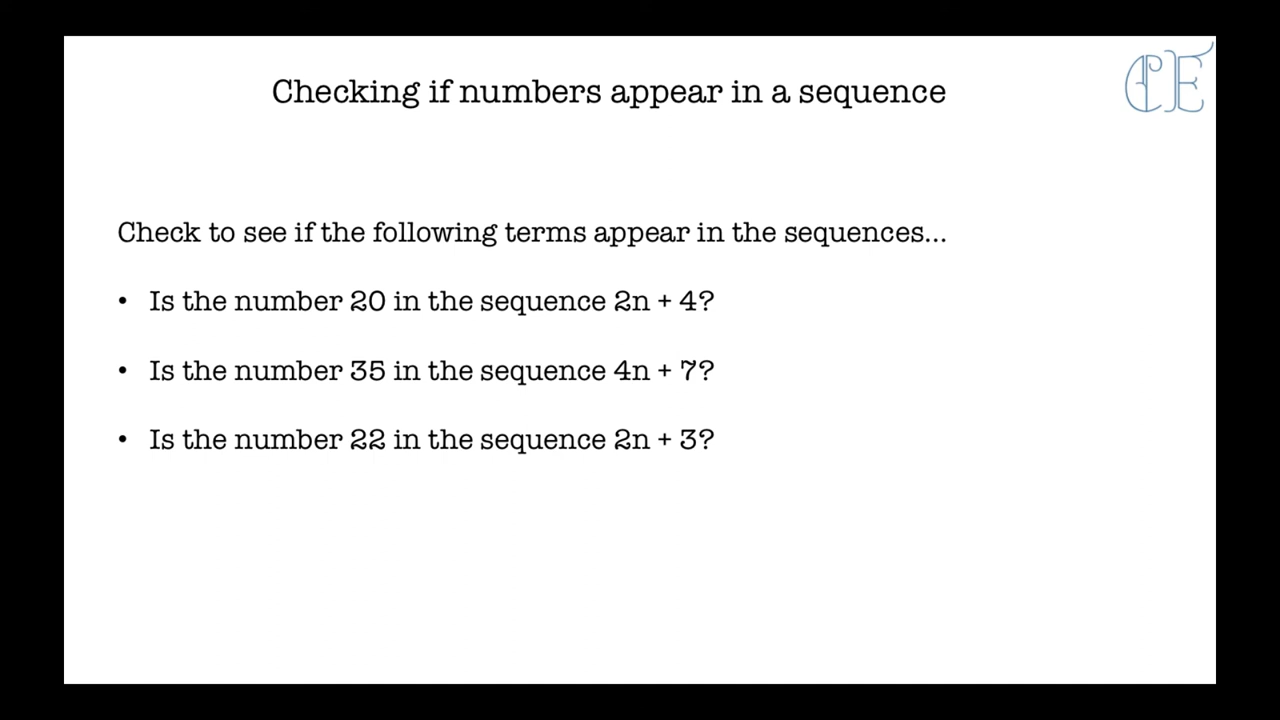 Checking if numbers appear in a sequence
CE
Check to see if the following terms appear in the sequences...
• Is the number 20 in the sequence 2n + 4?
• Is the number 35 in the sequence 4n + 7?
• Is the number 22 in the sequence 2n + 3?